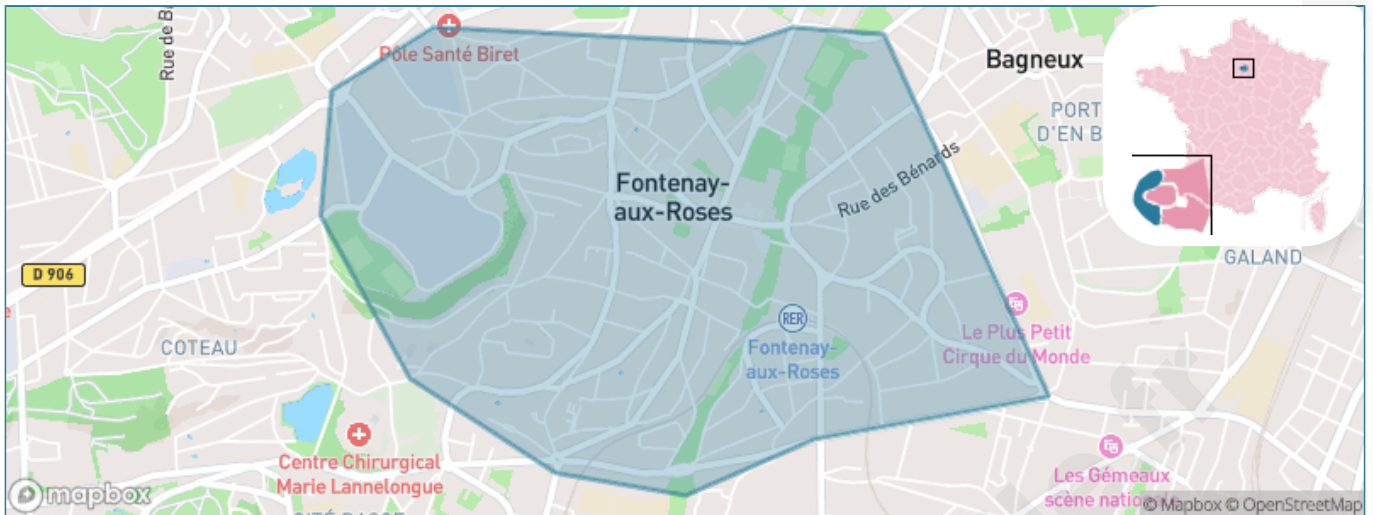 Rue de B
Pôle Santé Biret
Bagneux
PORT
D'EN B
Fontenay-
aux-Roses
Rue des Bénards
GALAND
D 906
Le Plus Petit
Cirque du Monde
RER
Fontenay-
aux-Roses
COTEAU
Centre Chirurgical
Marie Lannelongue
Les Gémeaux
scène nationale
mapbox
© Mapbox © OpenStreetMap